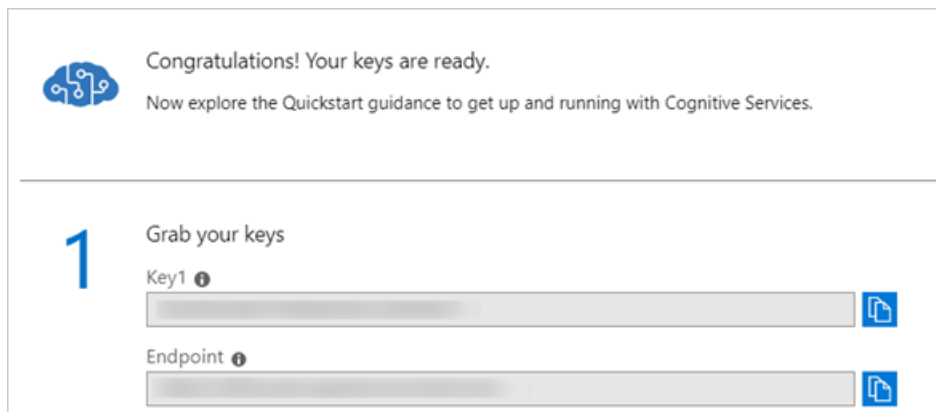 Congratulations! Your keys are ready.
Now explore the Quickstart guidance to get up and running with Cognitive Services.
1
Grab your keys
Key1
Endpoint